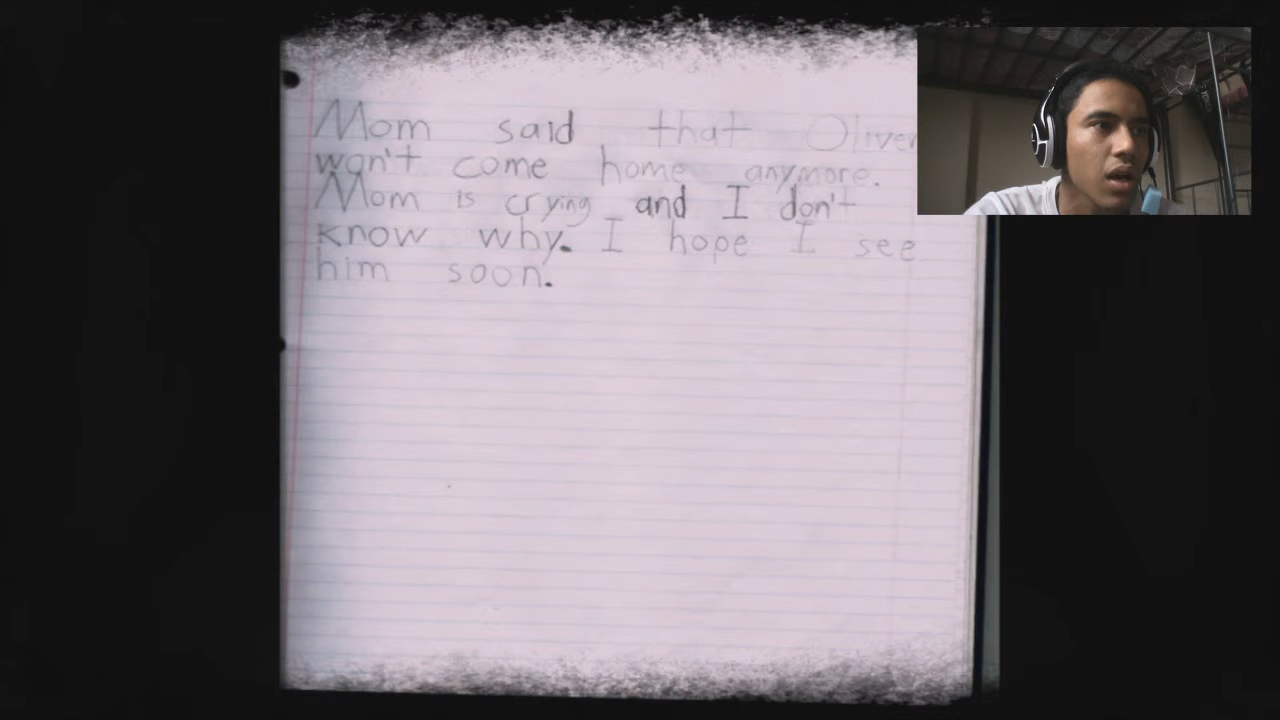 Mom said that Oliver
won't come home anymore.
Mom is crying and I don't
know why. I hope I see
him soon.